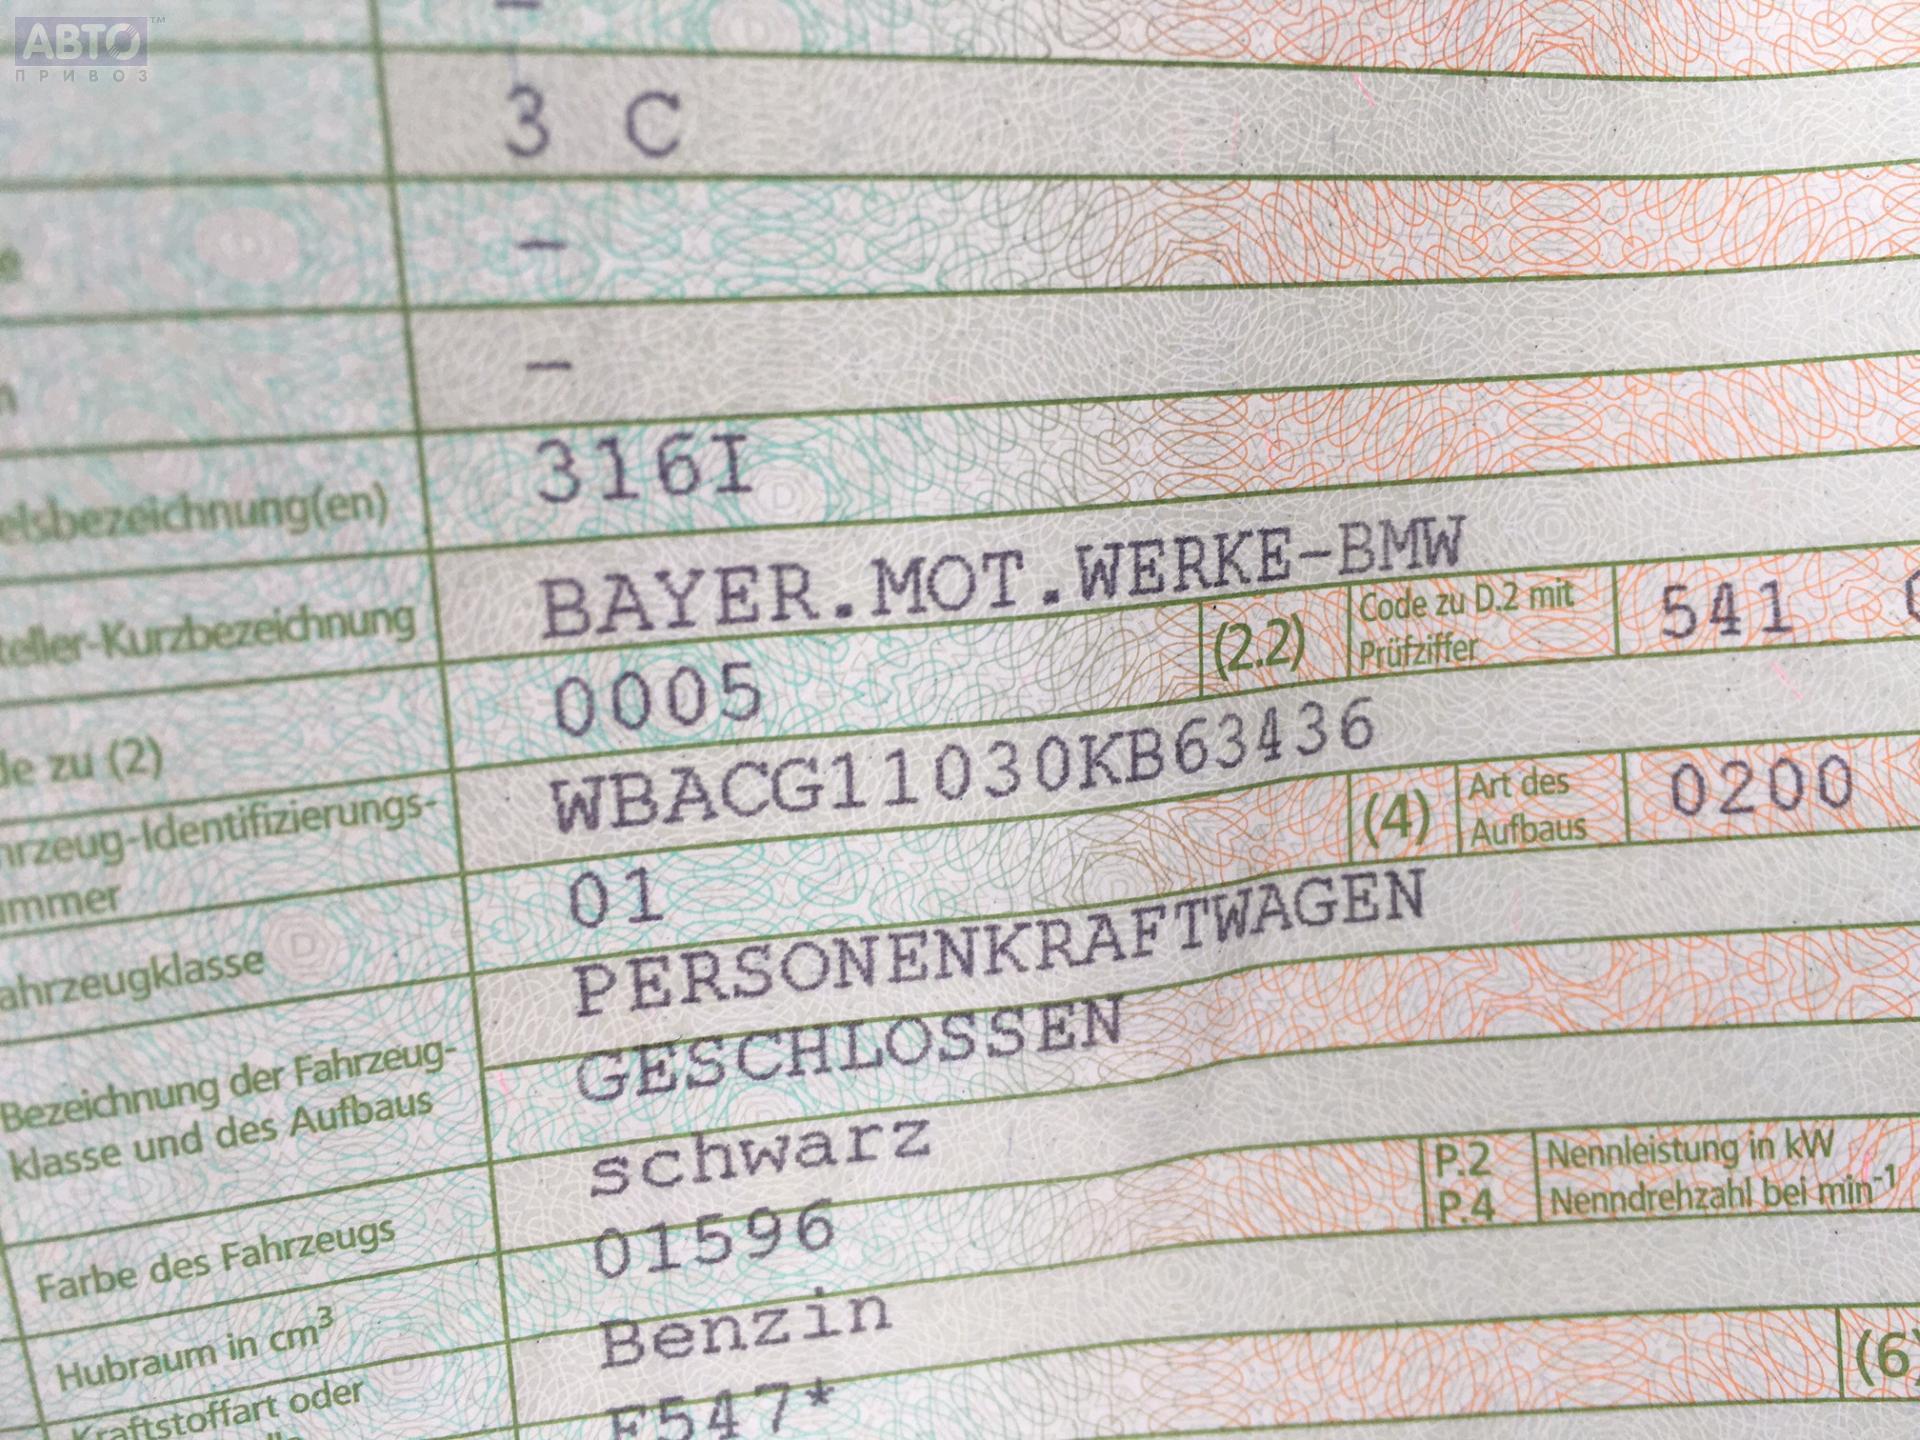 АВТО™
ПРИВОЗ
3 C
–
–
elsbezeichnung(en) 316I
teller-Kurzbezeichnung BAYER.MOT.WERKE-BMW
de zu (2) 0005 (2.2) Code zu D.2 mit Prüfziffer 541
hrzeug-Identifizierungs-
ummer WBACG11030KB63436
ahrzeugklasse 01 (4) Art des Aufbaus 0200
Bezeichnung der Fahrzeug- PERSONENKRAFTWAGEN
klasse und des Aufbaus GESCHLOSSEN
Farbe des Fahrzeugs schwarz
Hubraum in cm³ 01596 P.2 Nennleistung in kW
P.4 Nenndrehzahl bei min⁻¹
Kraftstoffart oder Benzin
F547* (6)